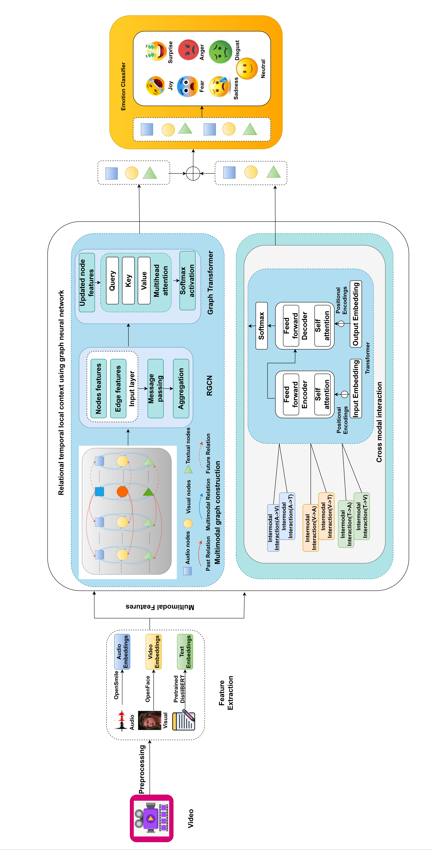 Video
Preprocessing
Audio
Visual
OpenSmile
OpenFace
Pretrained
DistilBERT
Audio
Embeddings
Video
Embeddings
Text
Embeddings
Feature
Extraction
Multimodal Features
Relational temporal local context using graph neural network
Audio nodes
Visual nodes
Textual nodes
Past Relation
Multimodal Relation
Future Relation
Multimodal graph construction
Nodes features
Edge features
Input layer
Message
passing
Aggregation
RGCN
Updated node
features
Query
Key
Value
Multihead
attention
Softmax
activation
Graph Transformer
Intermodal
Interaction(A->V)
Intermodal
Interaction(A->T)
Intermodal
Interaction(V->A)
Intermodal
Interaction(V->T)
Intermodal
Interaction(T->A)
Intermodal
Interaction(T->V)
Feed
forward
Encoder
Self
attention
Positional
Encodings
Input Embedding
Softmax
Feed
forward
Decoder
Self
attention
Positional
Encodings
Output Embedding
Transformer
Cross modal interaction
Emotion Classifier
Joy
Surprise
Fear
Anger
Sadness
Disgust
Neutral